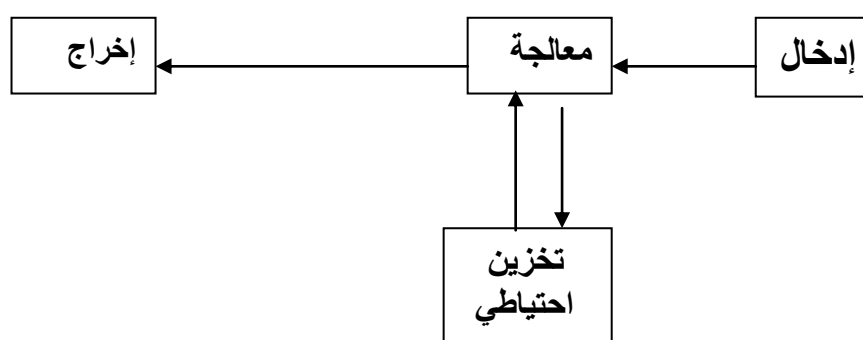 إدخال
معالجة
إخراج
تخزين
احتياطي